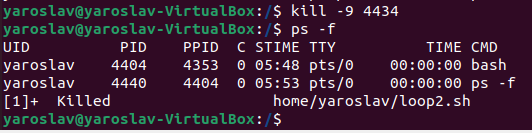 yaroslav@yaroslav-VirtualBox:/$ kill -9 4434
yaroslav@yaroslav-VirtualBox:/$ ps -f
UID          PID    PPID  C STIME TTY          TIME CMD
yaroslav    4404    4353  0 05:48 pts/0    00:00:00 bash
yaroslav    4440    4404  0 05:53 pts/0    00:00:00 ps -f
[1]+  Killed                  home/yaroslav/loop2.sh
yaroslav@yaroslav-VirtualBox:/$